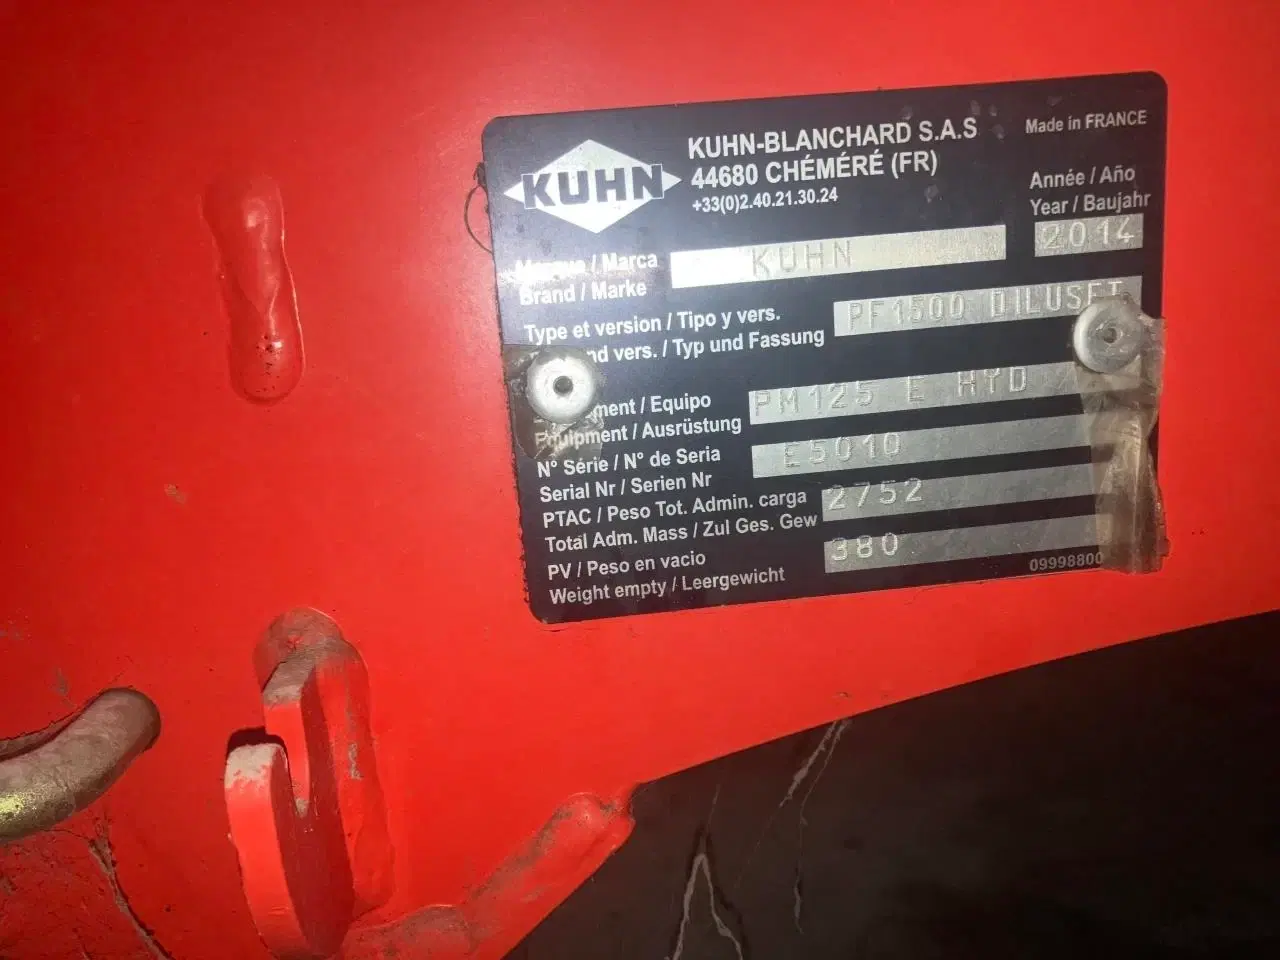 KUHN
KUHN-BLANCHARD S.A.S
44680 CHÉMÉRÉ (FR)
+33(0)2.40.21.30.24
Made in FRANCE
Année / Año
Year / Baujahr
2014
Marque / Marca
Brand / Marke
KUHN
Type et version / Tipo y vers.
nd vers. / Typ und Fassung
PF1500 DILUSET
ment / Equipo
Equipment / Ausrüstung
PM125 E HYD
N° Série / N° de Seria
Serial Nr / Serien Nr
E5010
PTAC / Peso Tot. Admin. carga
Total Adm. Mass / Zul Ges. Gew
2752
PV / Peso en vacio
Weight empty / Leergewicht
380
09998800